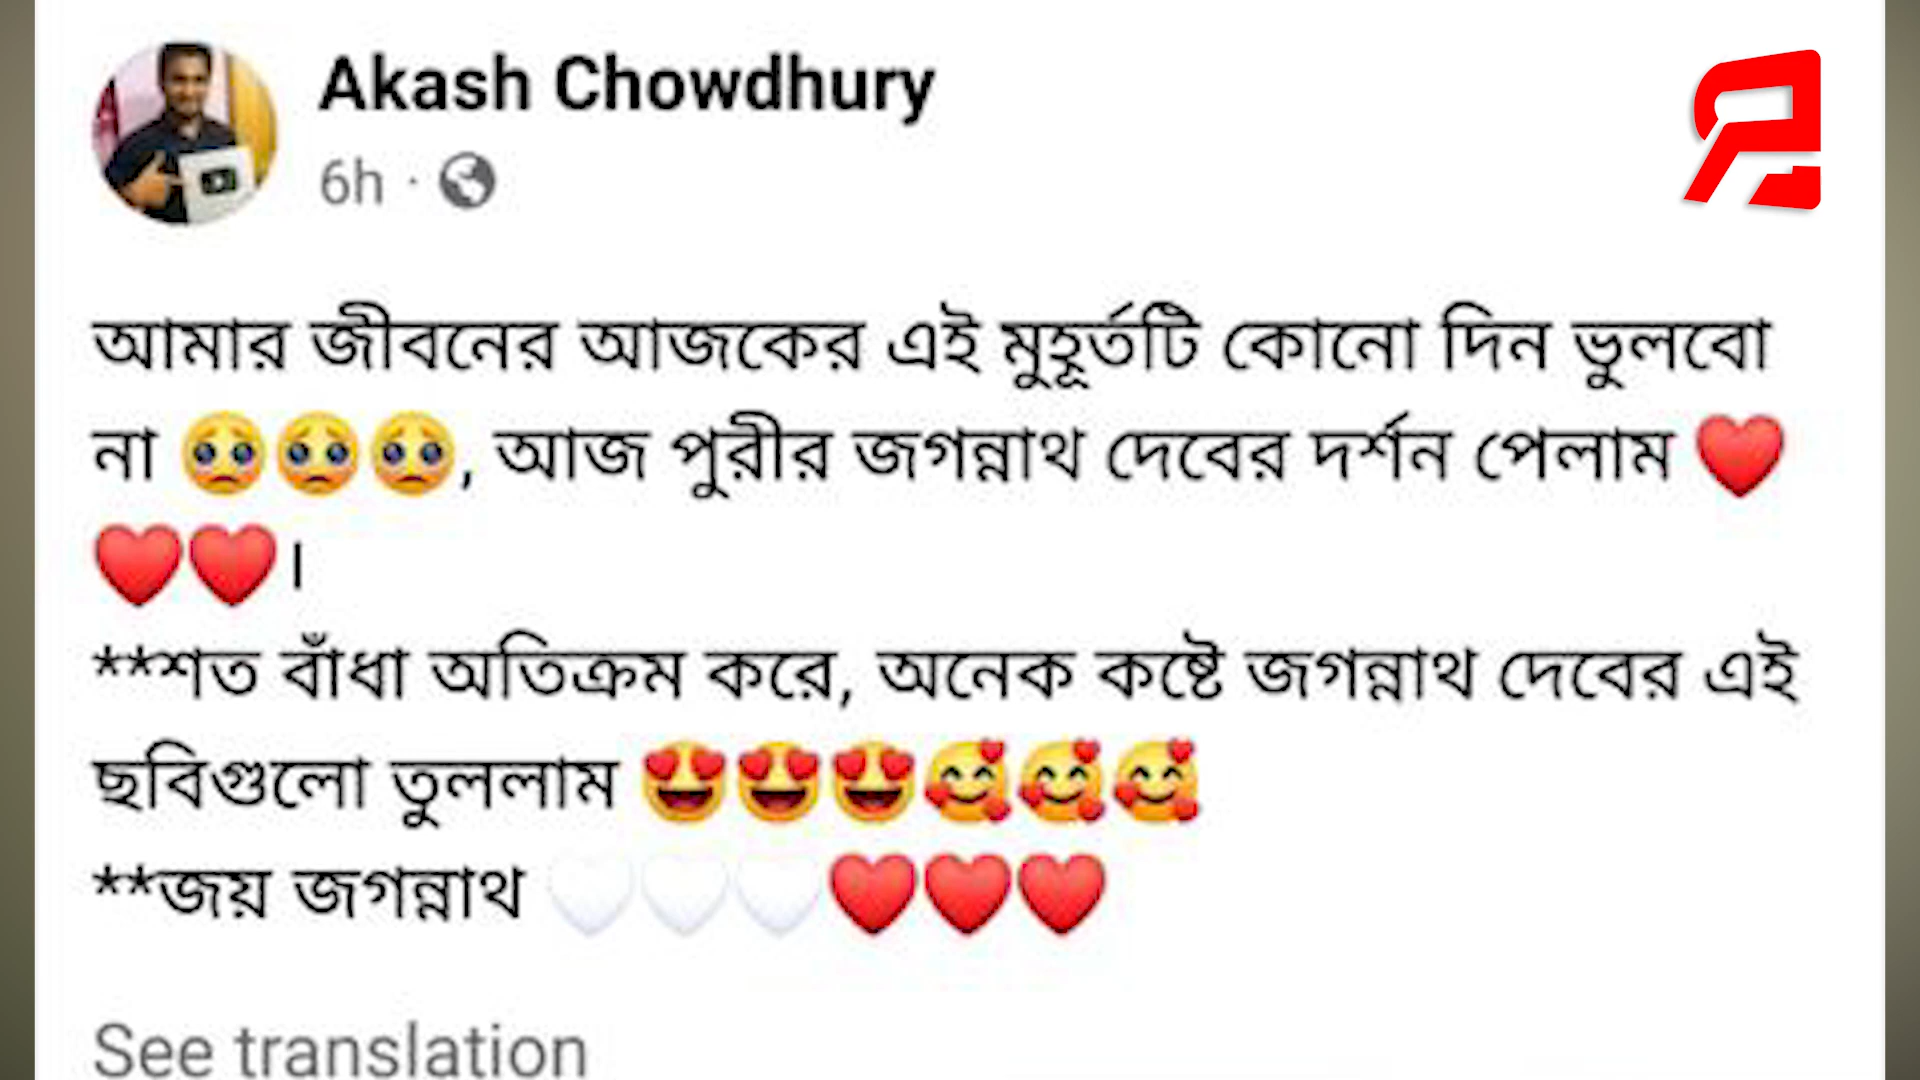 Akash Chowdhury
6h ·
আমার জীবনের আজকের এই মুহূর্তটি কোনো দিন ভুলবো
না 🥺🥺🥺, আজ পুরীর জগন্নাথ দেবের দর্শন পেলাম ❤️
❤️❤️।
**শত বাঁধা অতিক্রম করে, অনেক কষ্টে জগন্নাথ দেবের এই
ছবিগুলো তুললাম 😍😍😍🥰🥰🥰
**জয় জগন্নাথ 🤍🤍🤍❤️❤️❤️
See translation